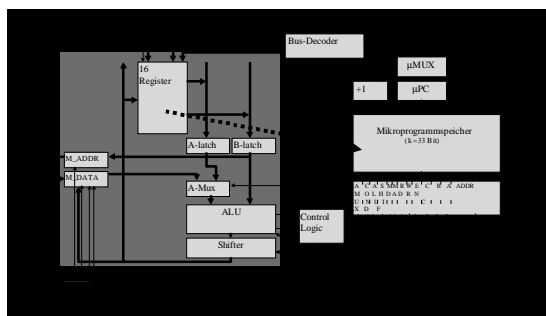 Bus-Decoder
16
Register
µMUX
+1
µPC
Mikroprogrammspeicher
(k=33 Bit)
A-latch
B-latch
M_ADDR
M_DATA
A-Mux
ALU
Shifter
Control
Logic
A C A S M M R W E C B A ADDR
M O L H D A D R N
U N U I I I C
X D F